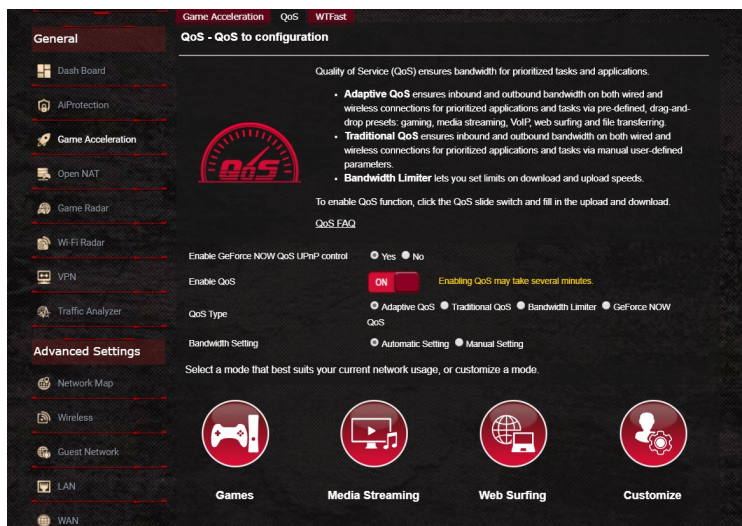 Game Acceleration QoS WTFast
General
QoS - QoS to configuration
Dash Board
AiProtection
Game Acceleration
Open NAT
Game Radar
Wi-Fi Radar
VPN
Traffic Analyzer
Advanced Settings
Network Map
Wireless
Guest Network
LAN
WAN
QoS
Quality of Service (QoS) ensures bandwidth for prioritized tasks and applications.
• Adaptive QoS ensures inbound and outbound bandwidth on both wired and
wireless connections for prioritized applications and tasks via pre-defined, drag-and-
drop presets: gaming, media streaming, VoIP, web surfing and file transferring.
• Traditional QoS ensures inbound and outbound bandwidth on both wired and
wireless connections for prioritized applications and tasks via manual user-defined
parameters.
• Bandwidth Limiter lets you set limits on download and upload speeds.
To enable QoS function, click the QoS slide switch and fill in the upload and download.
QoS FAQ
Enable GeForce NOW QoS UPnP control Yes No
Enable QoS ON Enabling QoS may take several minutes.
QoS Type Adaptive QoS Traditional QoS Bandwidth Limiter GeForce NOW
QoS
Bandwidth Setting Automatic Setting Manual Setting
Select a mode that best suits your current network usage, or customize a mode.
Games Media Streaming Web Surfing Customize